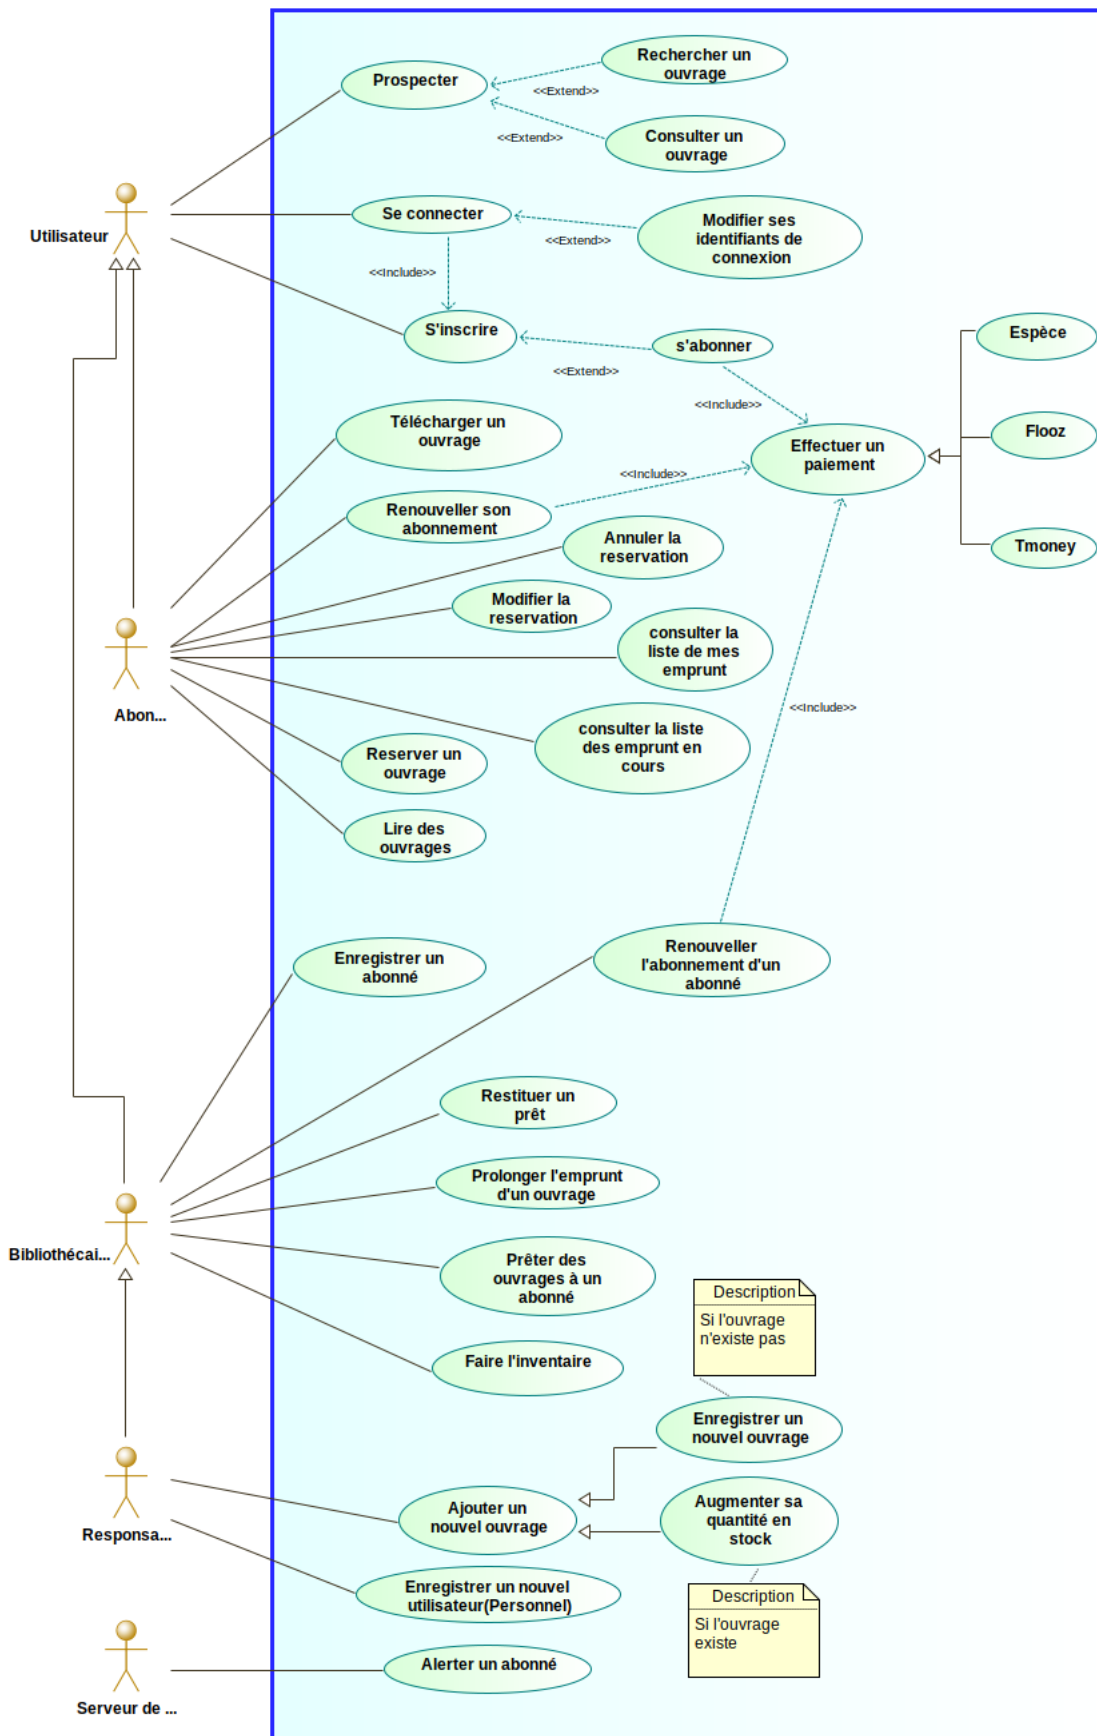 Rechercher un
ouvrage
Prospecter
<<Extend>>
<<Extend>>
Consulter un
ouvrage
Se connecter
Modifier ses
identifiants de
connexion
Utilisateur
<<Extend>>
<<Include>>
S'inscrire
s'abonner
Espèce
<<Extend>>
<<Include>>
Télécharger un
ouvrage
Flooz
Effectuer un
paiement
<<Include>>
Renouveller son
abonnement
Annuler la
reservation
Tmoney
Modifier la
reservation
consulter la
liste de mes
emprunt
Abon...
<<Include>>
consulter la liste
des emprunt en
cours
Reserver un
ouvrage
Lire des
ouvrages
Enregistrer un
abonné
Renouveller
l'abonnement d'un
abonné
Restituer un
prêt
Prolonger l'emprunt
d'un ouvrage
Bibliothécai...
Prêter des
ouvrages à un
abonné
Description
Si l'ouvrage
n'existe pas
Faire l'inventaire
Enregistrer un
nouvel ouvrage
Ajouter un
nouvel ouvrage
Augmenter sa
quantité en
stock
Responsa...
Enregistrer un nouvel
utilisateur(Personnel)
Description
Si l'ouvrage
existe
Alerter un abonné
Serveur de ...